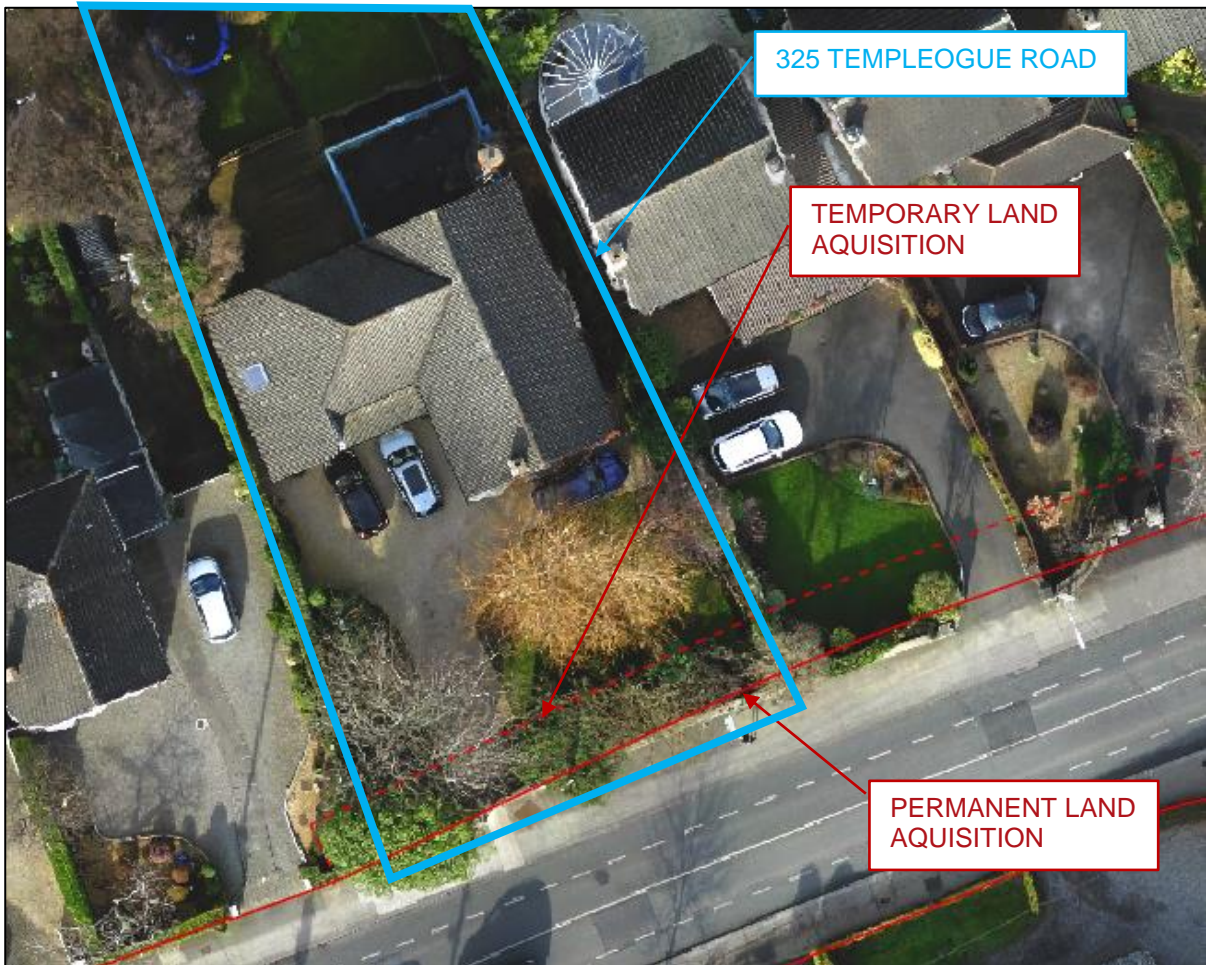 325 TEMPLEOGUE ROAD
TEMPORARY LAND
AQUISITION
PERMANENT LAND
AQUISITION